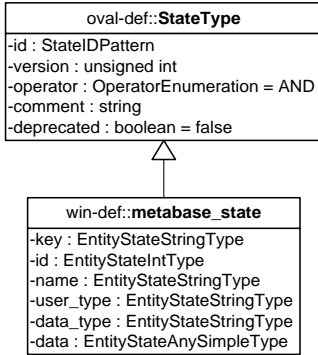 oval-def::StateType
-id : StateIDPattern
-version : unsigned int
-operator : OperatorEnumeration = AND
-comment : string
-deprecated : boolean = false
win-def::metabase_state
-key : EntityStateStringType
-id : EntityStateIntType
-name : EntityStateStringType
-user_type : EntityStateStringType
-data_type : EntityStateStringType
-data : EntityStateAnySimpleType